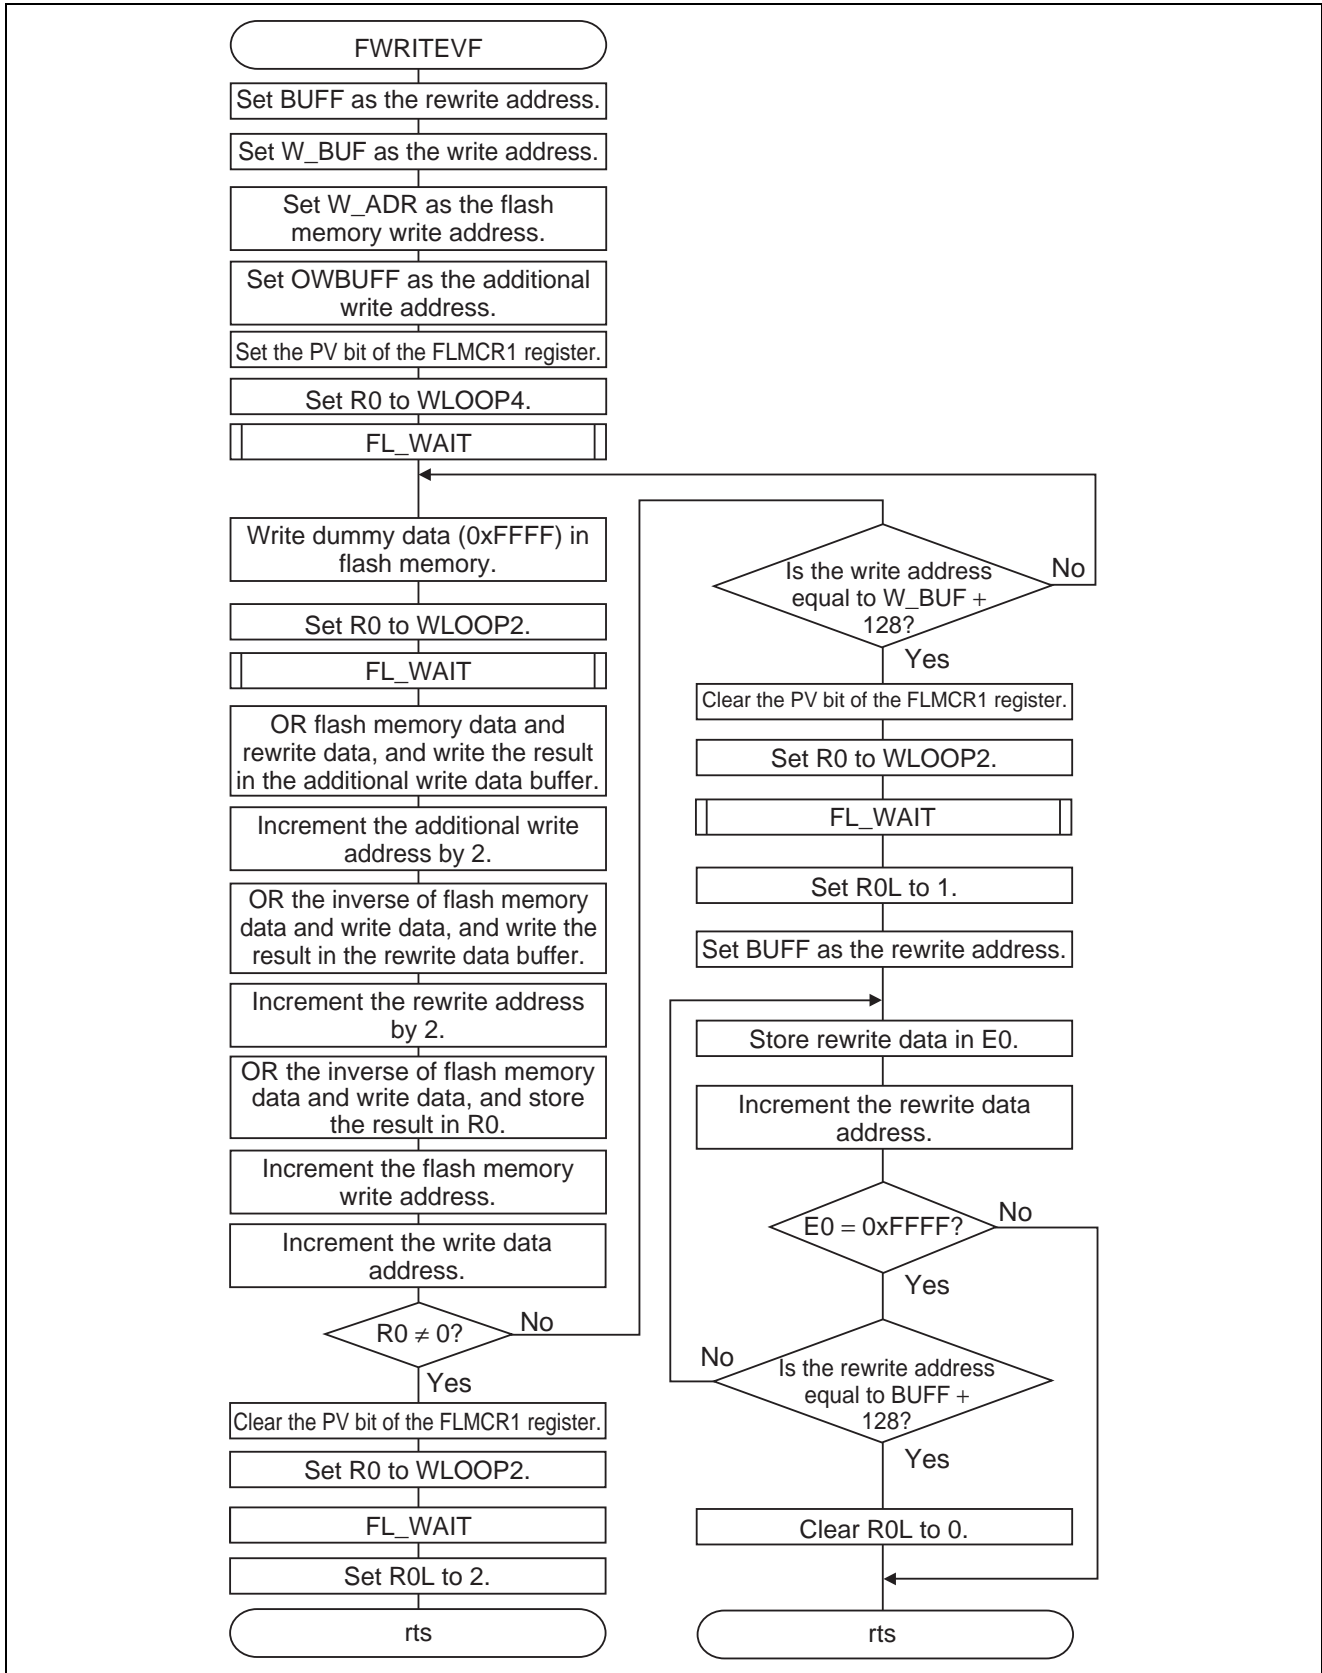 FWRITEVF
Set BUFF as the rewrite address.
Set W_BUF as the write address.
Set W_ADR as the flash
memory write address.
Set OWBUFF as the additional
write address.
Set the PV bit of the FLMCR1 register.
Set R0 to WLOOP4.
FL_WAIT
Write dummy data (0xFFFF) in
flash memory.
Set R0 to WLOOP2.
FL_WAIT
OR flash memory data and
rewrite data, and write the result
in the additional write data buffer.
Increment the additional write
address by 2.
OR the inverse of flash memory
data and write data, and write the
result in the rewrite data buffer.
Increment the rewrite address
by 2.
OR the inverse of flash memory
data and write data, and store
the result in R0.
Increment the flash memory
write address.
Increment the write data
address.
R0 ≠ 0?
No
Yes
Clear the PV bit of the FLMCR1 register.
Set R0 to WLOOP2.
FL_WAIT
Set R0L to 2.
rts
Is the write address
equal to W_BUF +
128?
No
Yes
Clear the PV bit of the FLMCR1 register.
Set R0 to WLOOP2.
FL_WAIT
Set R0L to 1.
Set BUFF as the rewrite address.
Store rewrite data in E0.
Increment the rewrite data
address.
E0 = 0xFFFF?
No
Yes
No
Is the rewrite address
equal to BUFF +
128?
Yes
Clear R0L to 0.
rts